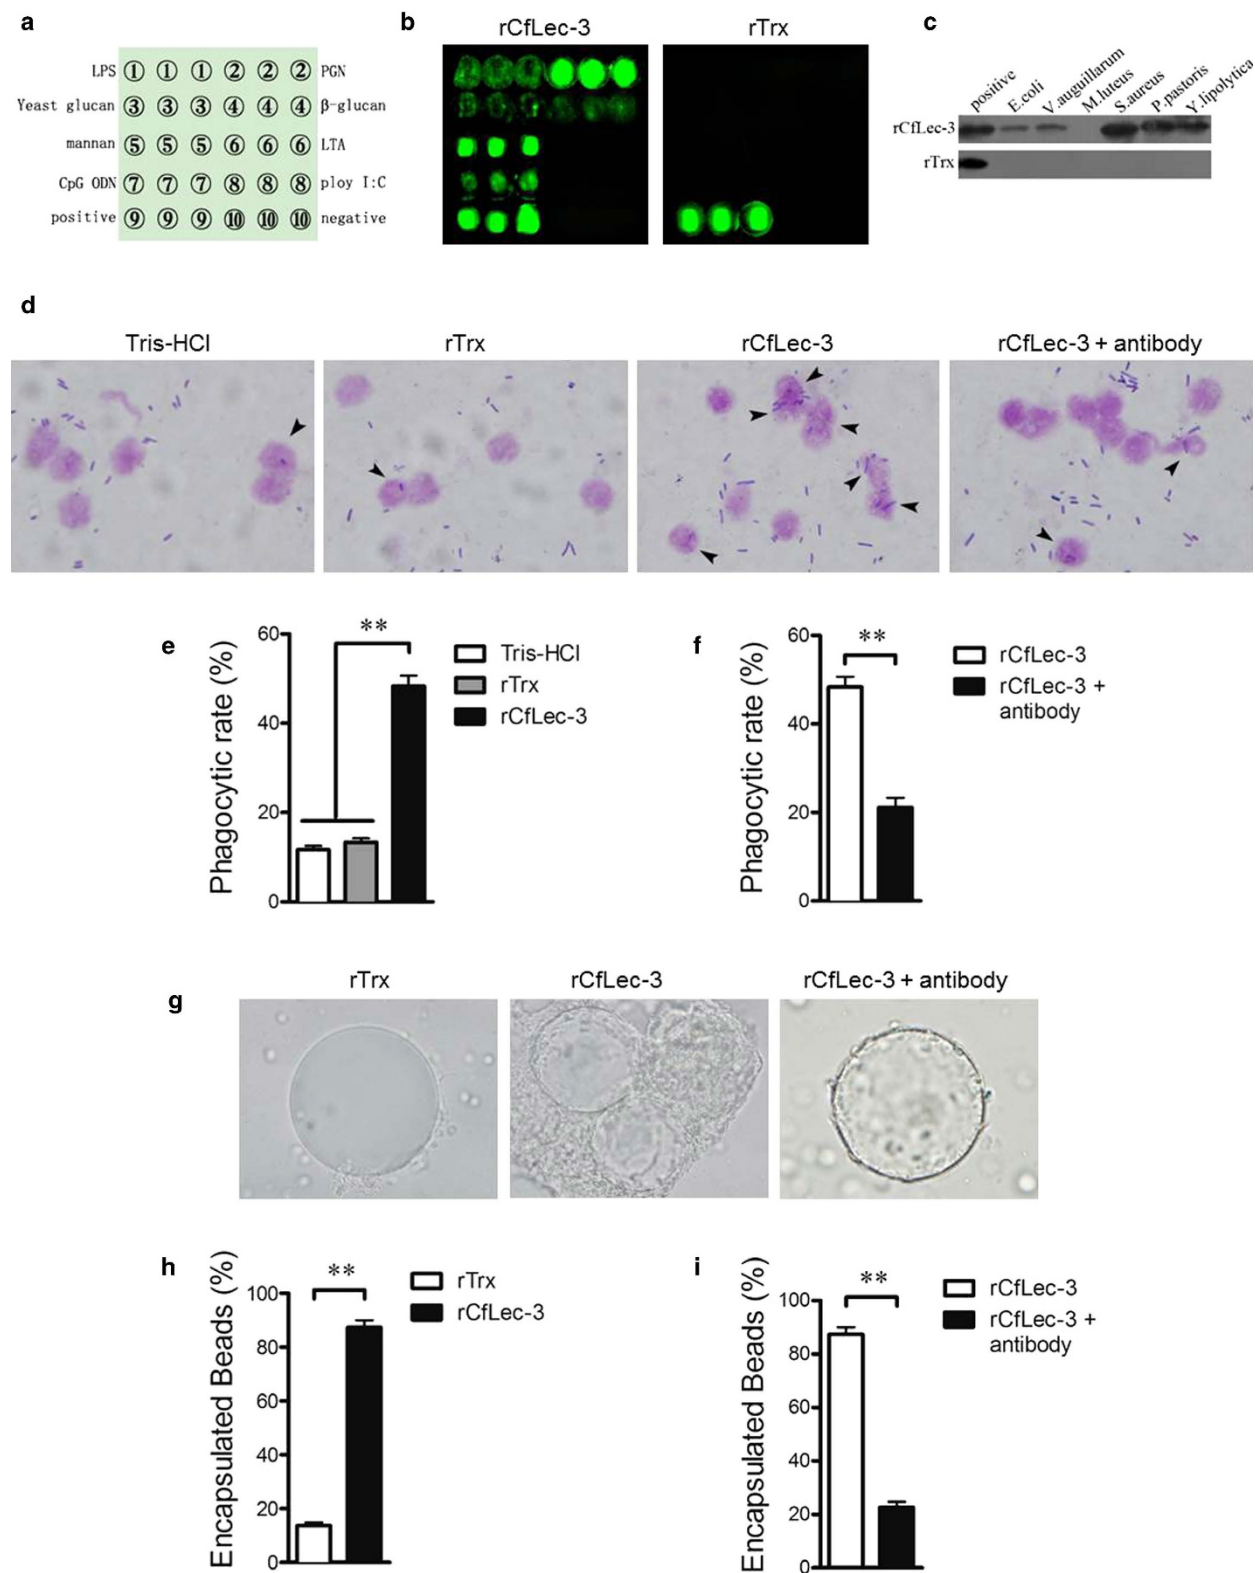 a
LPS ① ① ① ② ② ② PGN
Yeast glucan ③ ③ ③ ④ ④ ④ β-glucan
mannan ⑤ ⑤ ⑤ ⑥ ⑥ ⑥ LTA
CpG ODN ⑦ ⑦ ⑦ ⑧ ⑧ ⑧ ploy I:C
positive ⑨ ⑨ ⑨ ⑩ ⑩ ⑩ negative
b
rCfLec-3
rTrx
c
positive
E.coli
V.auguillarum
M.luteus
S.aureus
P.pastoris
Y.lipolytica
rCfLec-3
rTrx
d
Tris-HCl
rTrx
rCfLec-3
rCfLec-3 + antibody
e
Phagocytic rate (%)
60
40
20
0
**
Tris-HCl
rTrx
rCfLec-3
f
Phagocytic rate (%)
60
40
20
0
**
rCfLec-3
rCfLec-3 +
antibody
g
rTrx
rCfLec-3
rCfLec-3 + antibody
h
Encapsulated Beads (%)
100
80
60
40
20
0
**
rTrx
rCfLec-3
i
Encapsulated Beads (%)
100
80
60
40
20
0
**
rCfLec-3
rCfLec-3 +
antibody